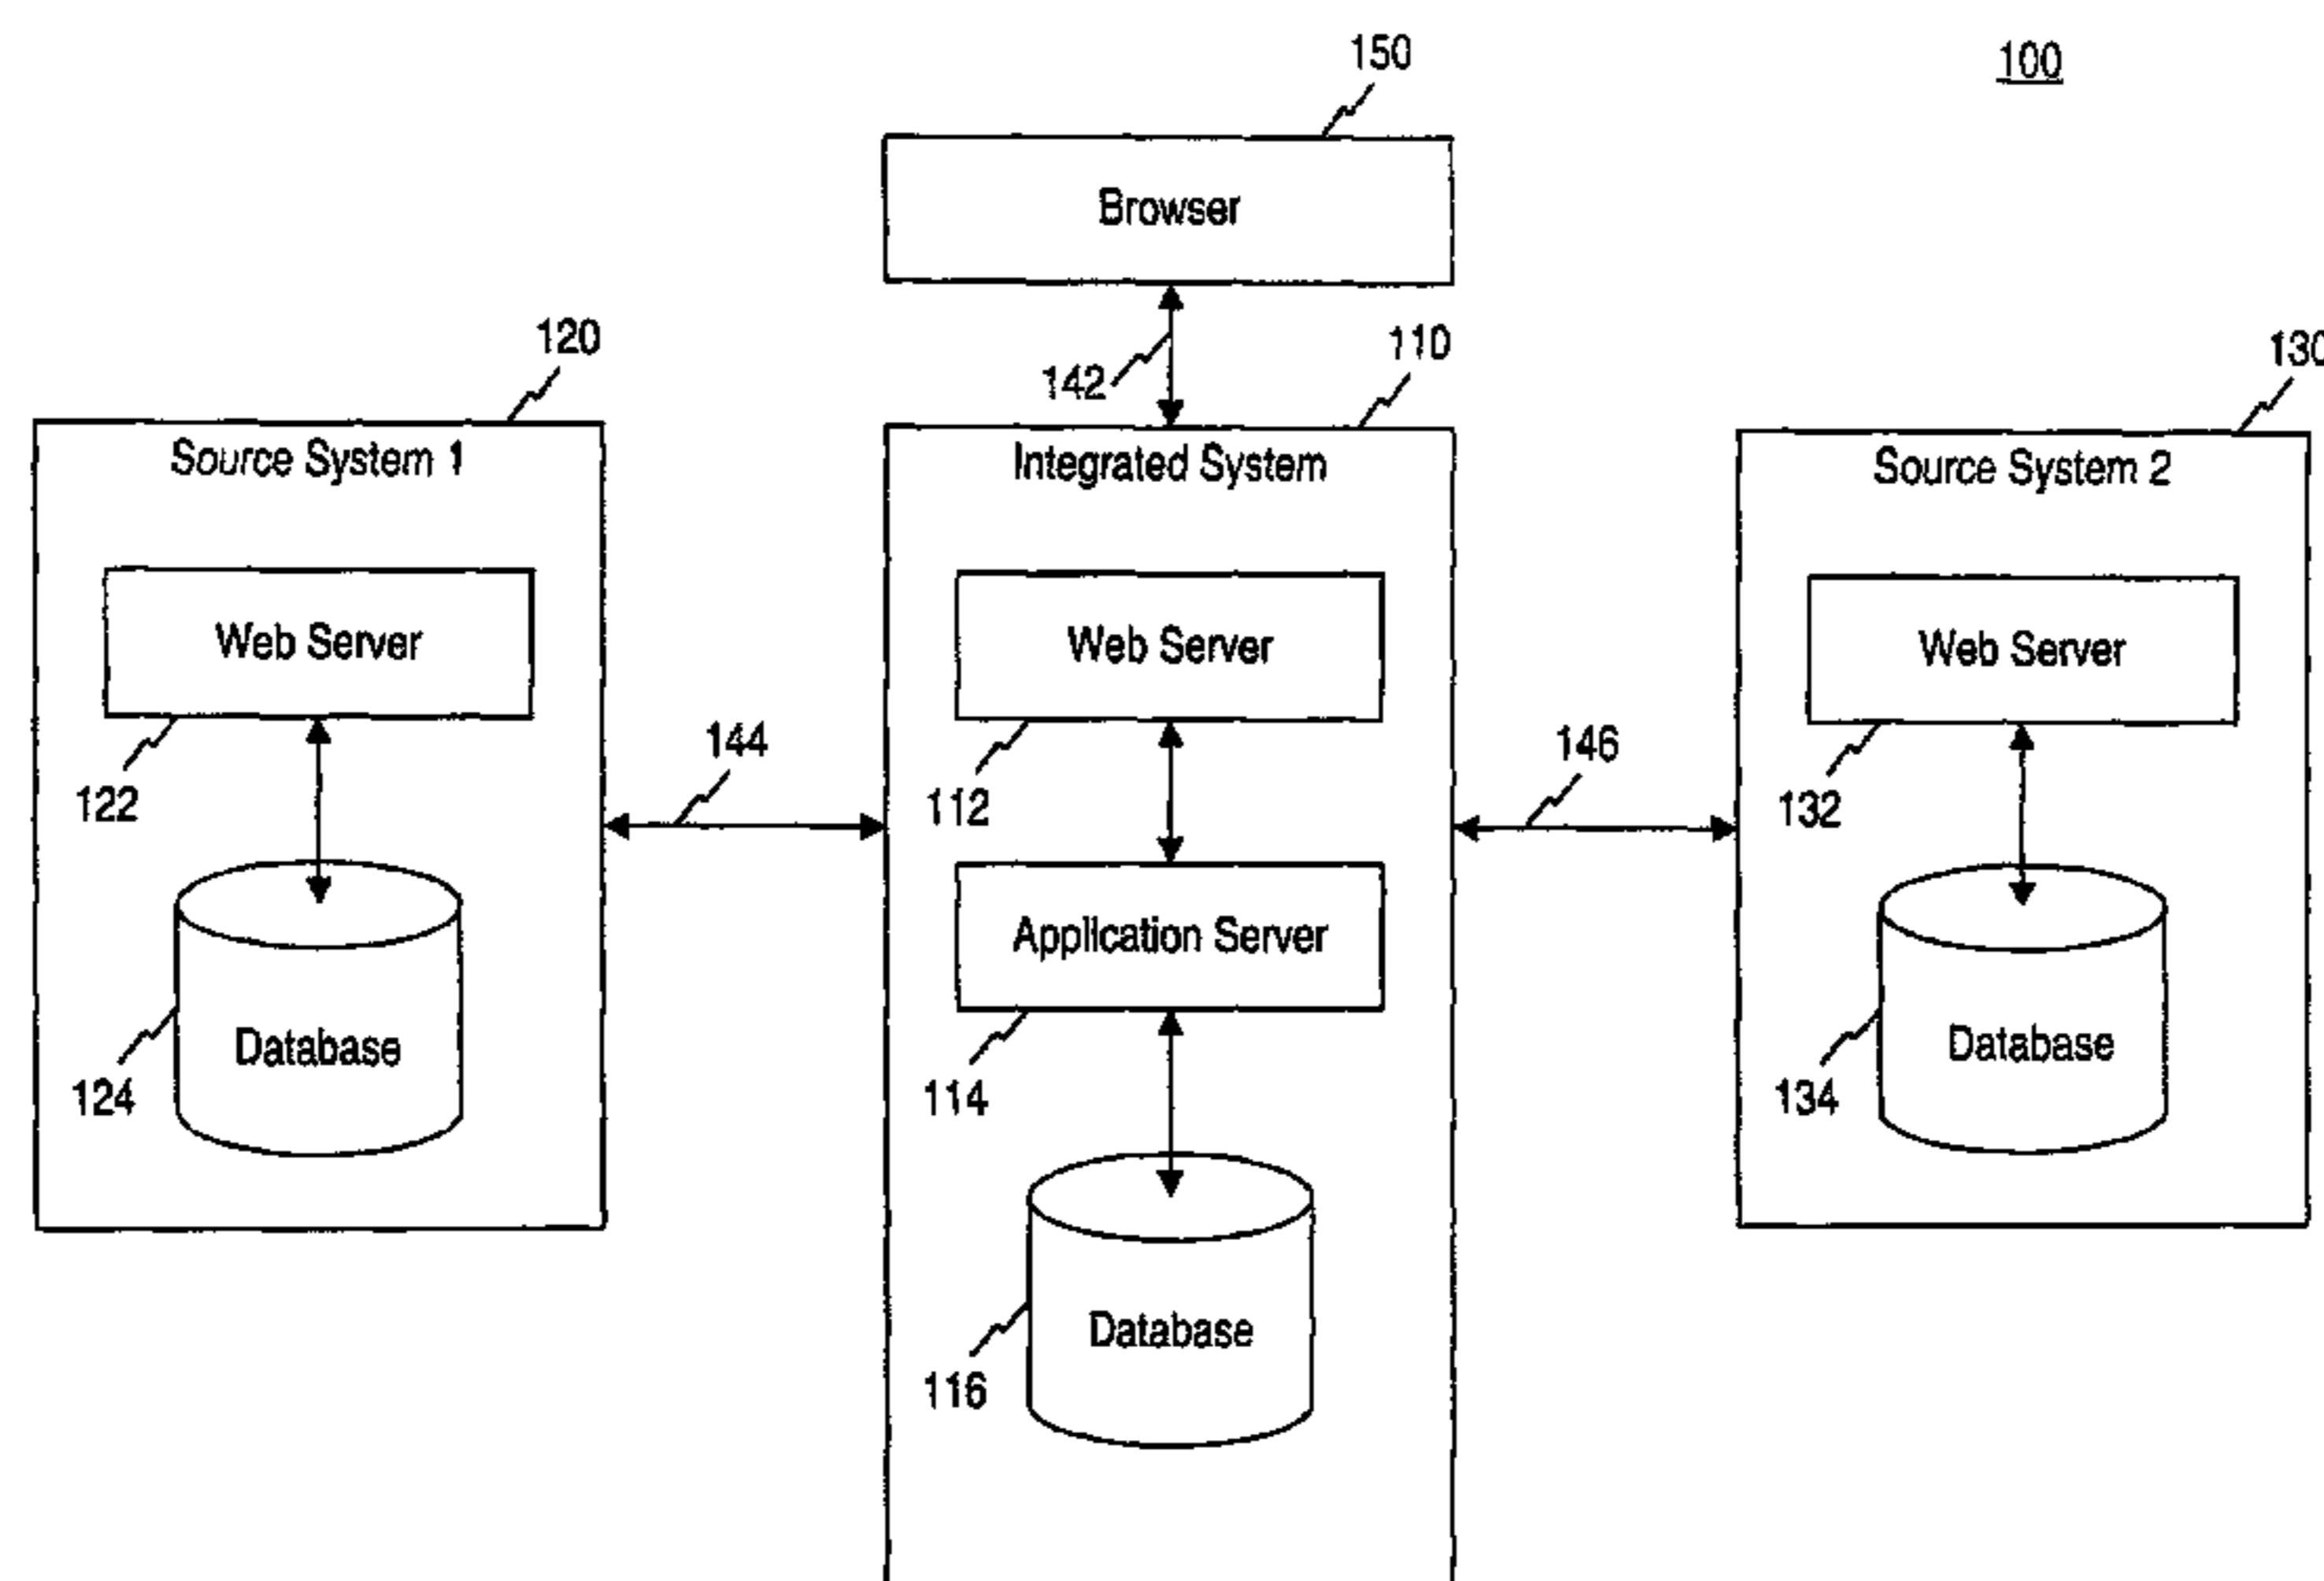 150
100
Browser
120
142
110
130
Source System 1
Integrated System
Source System 2
Web Server
Web Server
Web Server
144
146
122
112
132
Application Server
Database
Database
124
114
134
Database
116